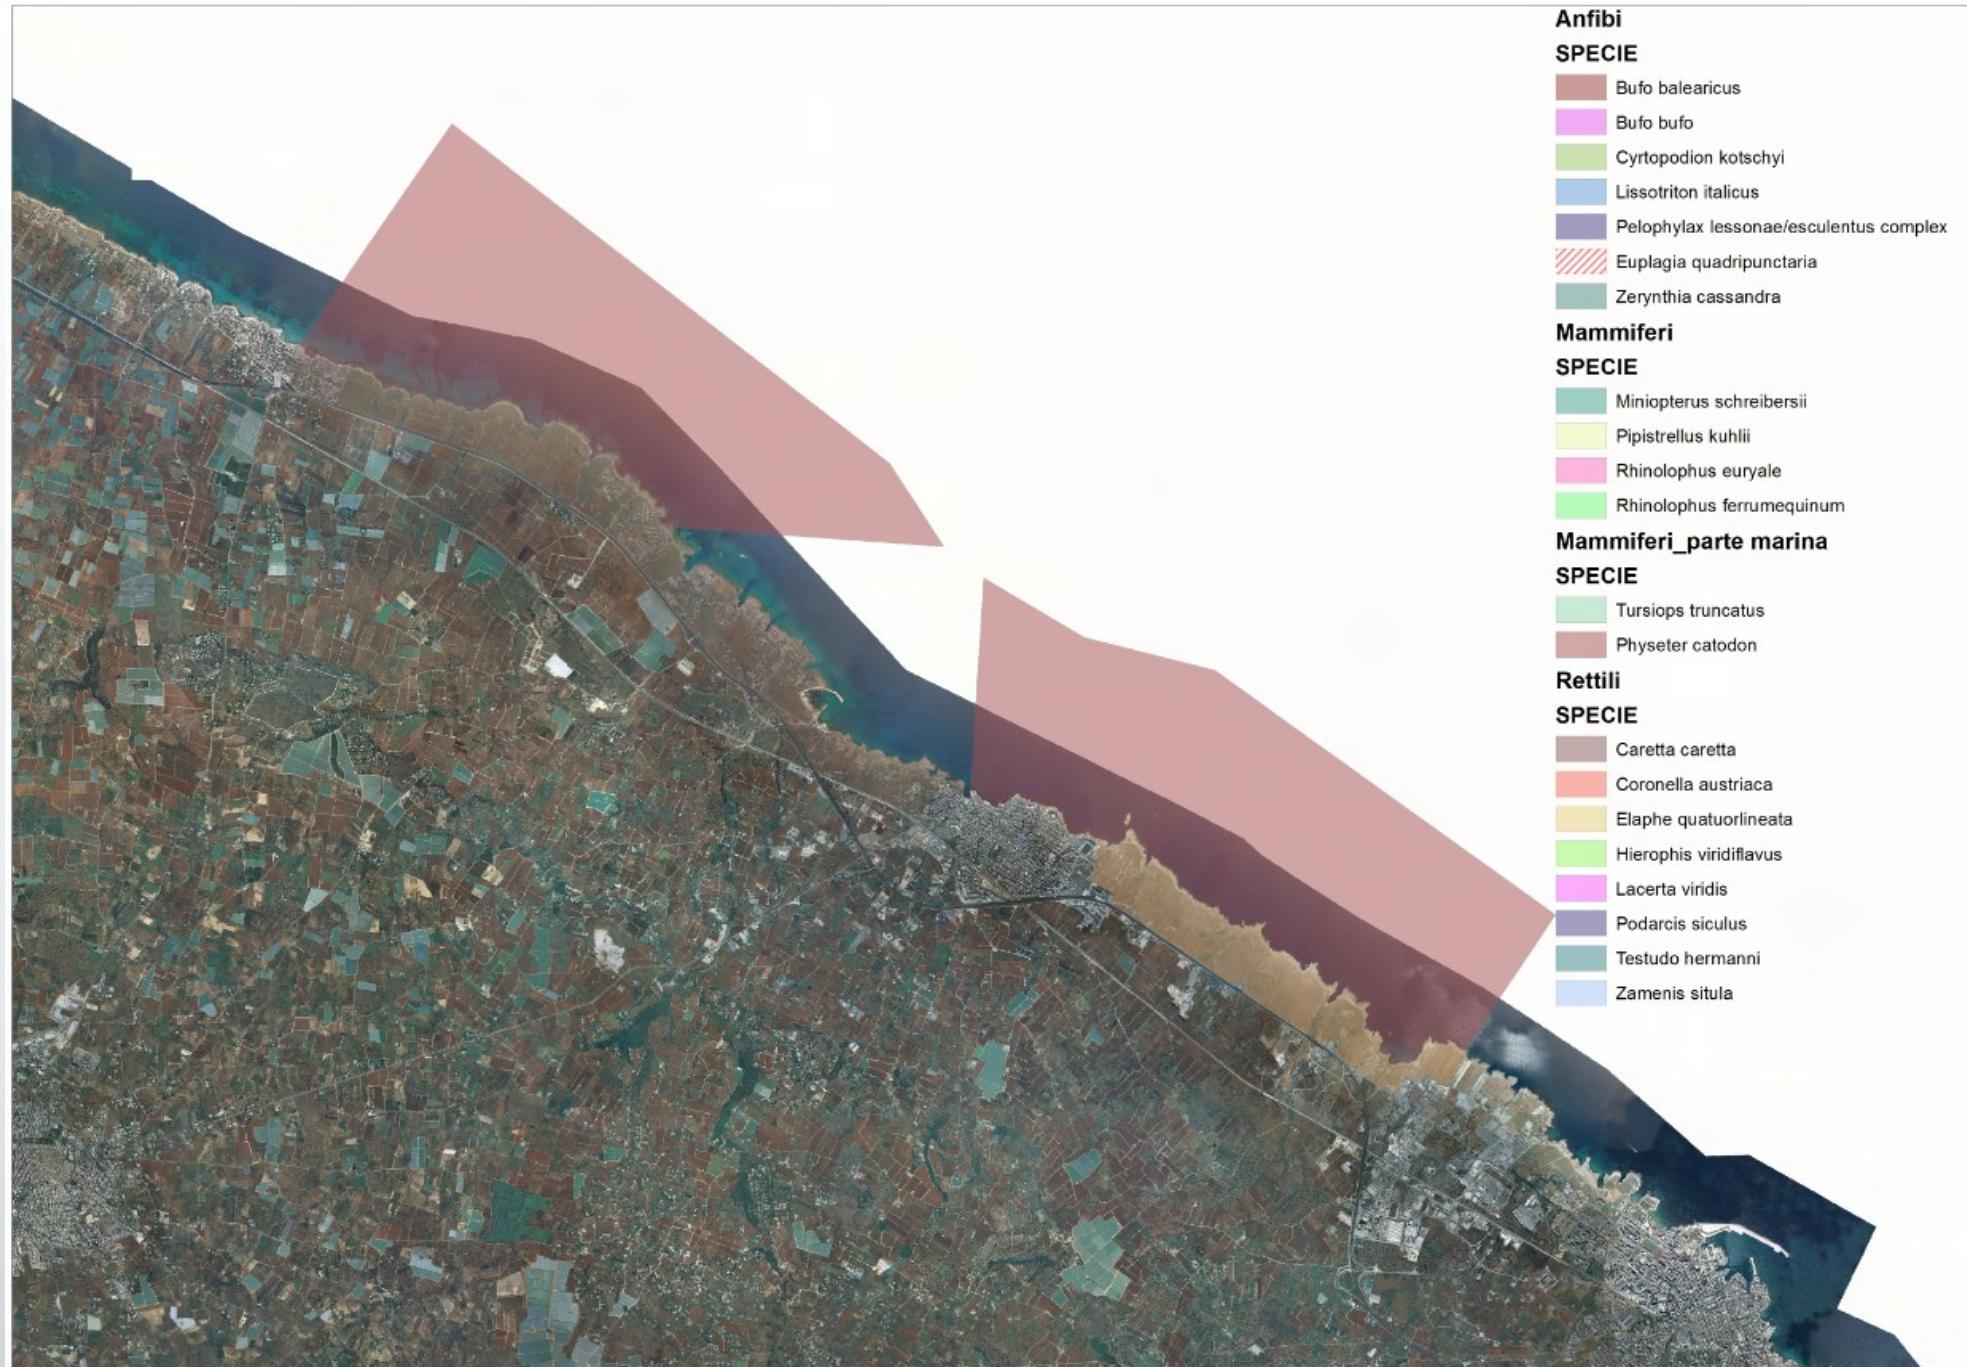 Anfibi
SPECIE
Bufo balearicus
Bufo bufo
Cyrtopodion kotschyi
Lissotriton italicus
Pelophylax lessonae/esculentus complex
Euplagia quadripunctaria
Zerynthia cassandra
Mammiferi
SPECIE
Miniopterus schreibersii
Pipistrellus kuhlii
Rhinolophus euryale
Rhinolophus ferrumequinum
Mammiferi_parte marina
SPECIE
Tursiops truncatus
Physeter catodon
Rettili
SPECIE
Caretta caretta
Coronella austriaca
Elaphe quatuorlineata
Hierophis viridiflavus
Lacerta viridis
Podarcis siculus
Testudo hermanni
Zamenis situla